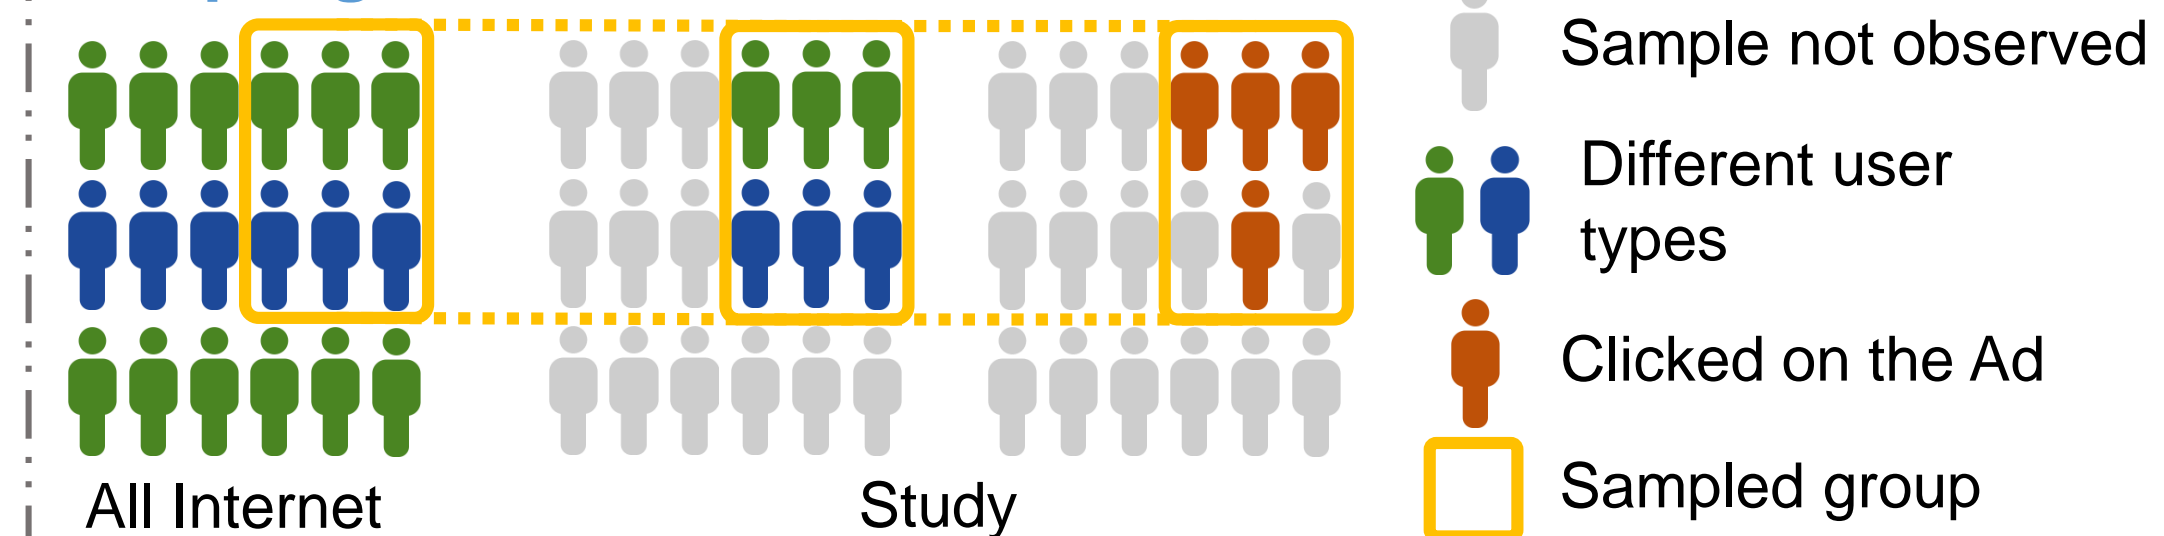 Sample not observed
Different user
types
Clicked on the Ad
Sampled group
All Internet
Study